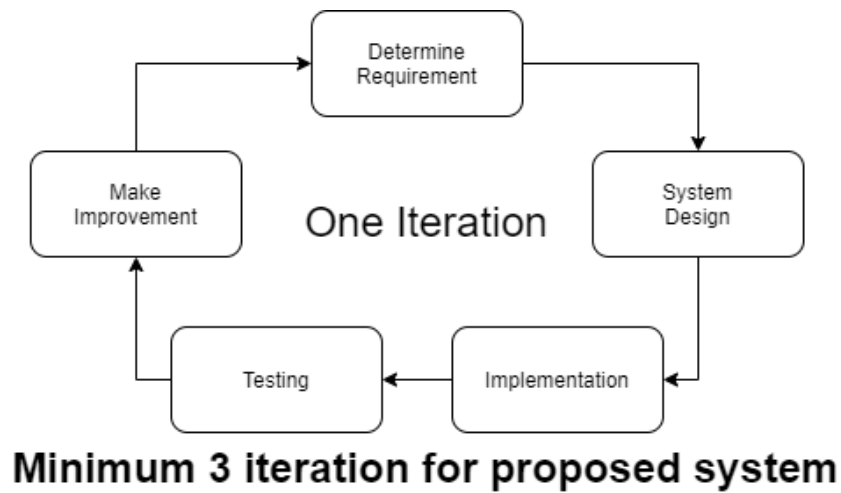 Determine
Requirement
Make
Improvement
One Iteration
System
Design
Testing
Implementation
Minimum 3 iteration for proposed system